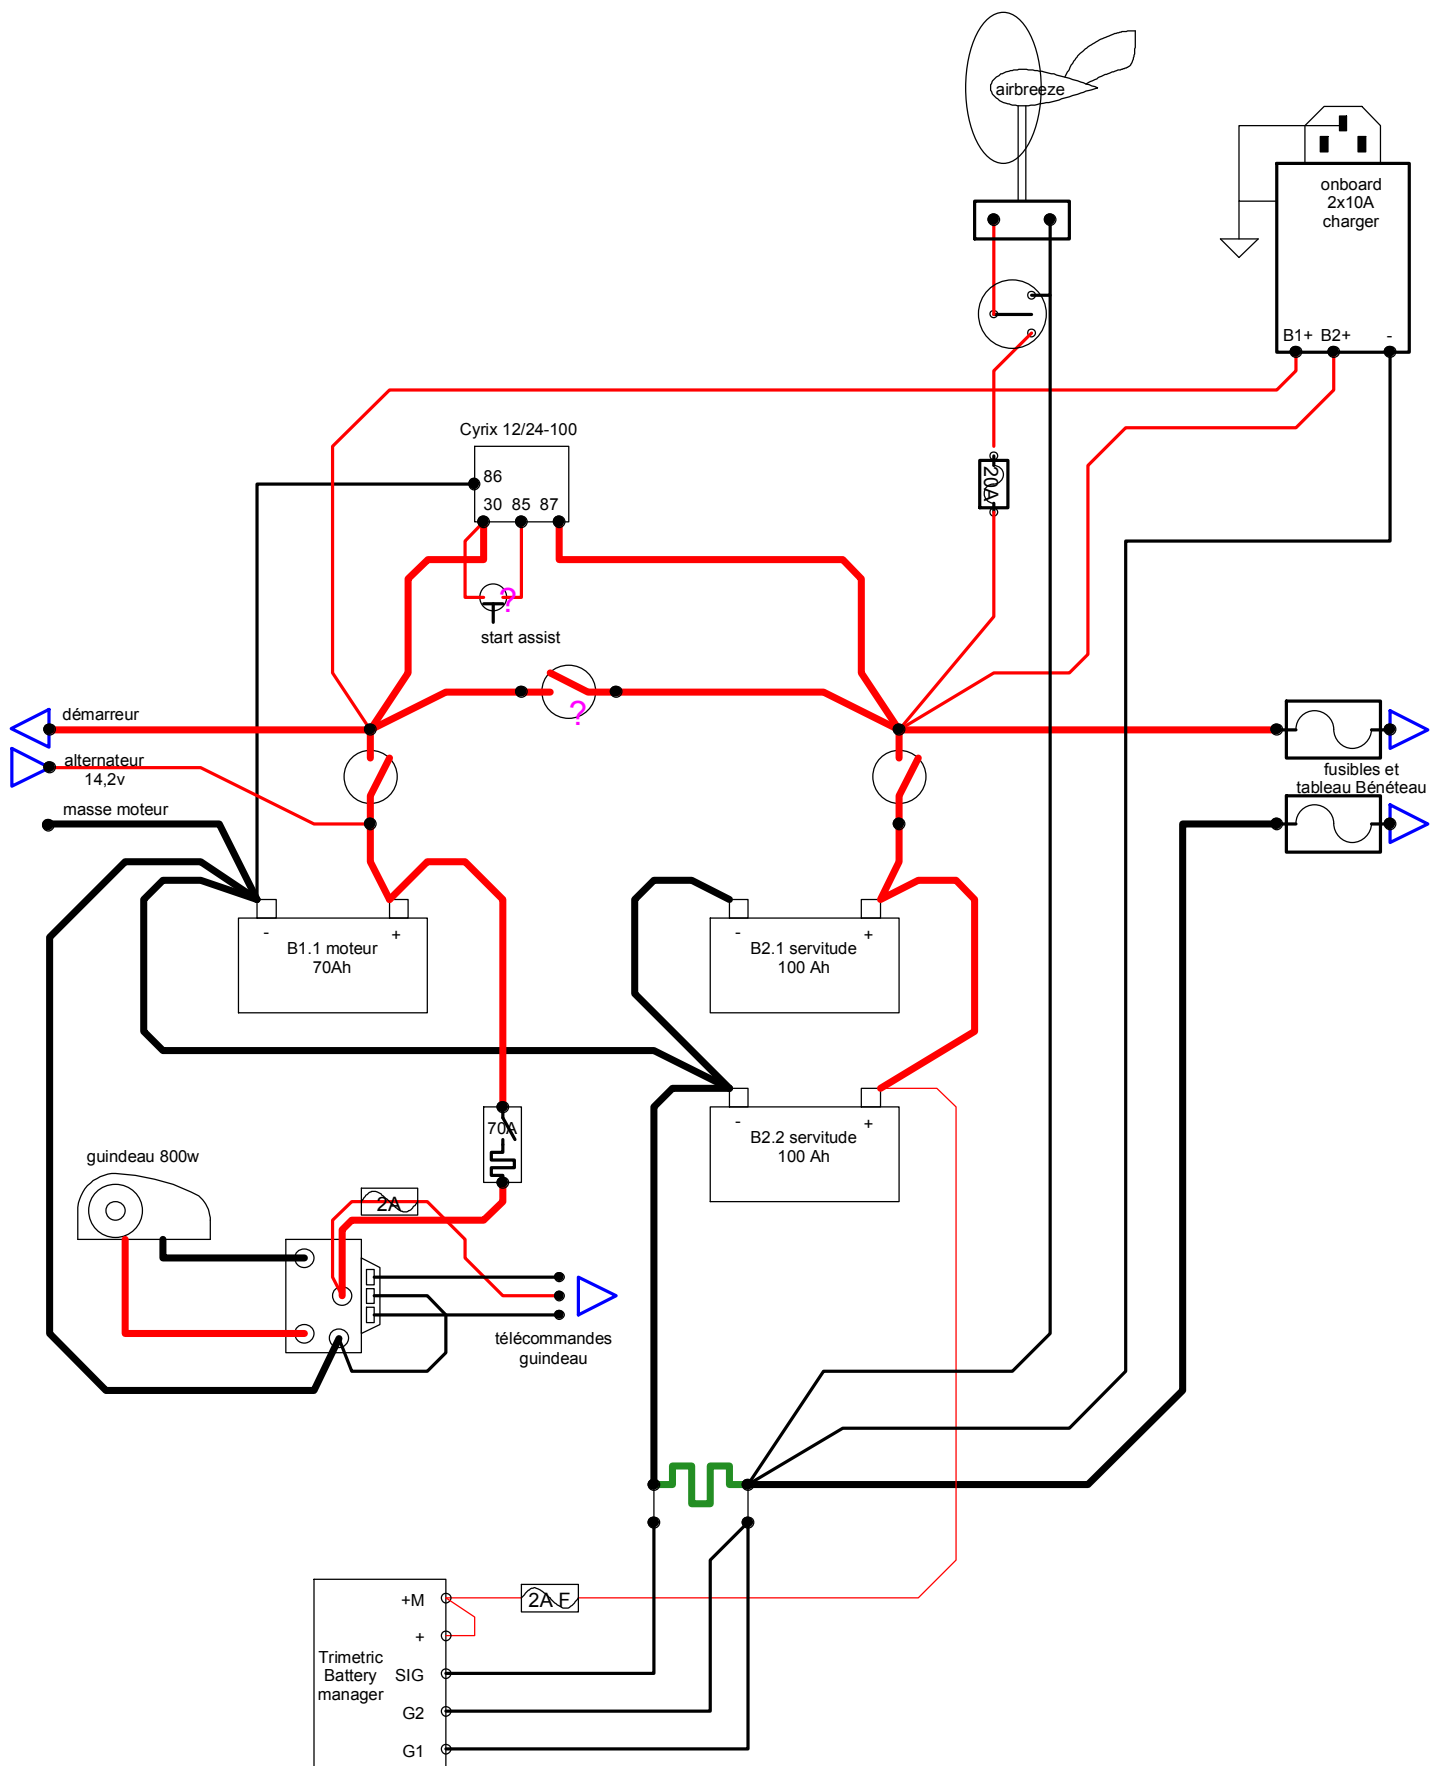 airbreeze
onboard
2x10A
charger
B1+ B2+ -
Cyrix 12/24-100
86
30 85 87
20A
?
start assist
?
démarreur
alternateur
14,2v
masse moteur
fusibles et
tableau Bénéteau
- +
B1.1 moteur
70Ah
- +
B2.1 servitude
100 Ah
- +
B2.2 servitude
100 Ah
70A
guindeau 800w
2A
télécommandes
guindeau
+M
2A F
+
Trimetric
Battery
manager
SIG
G2
G1